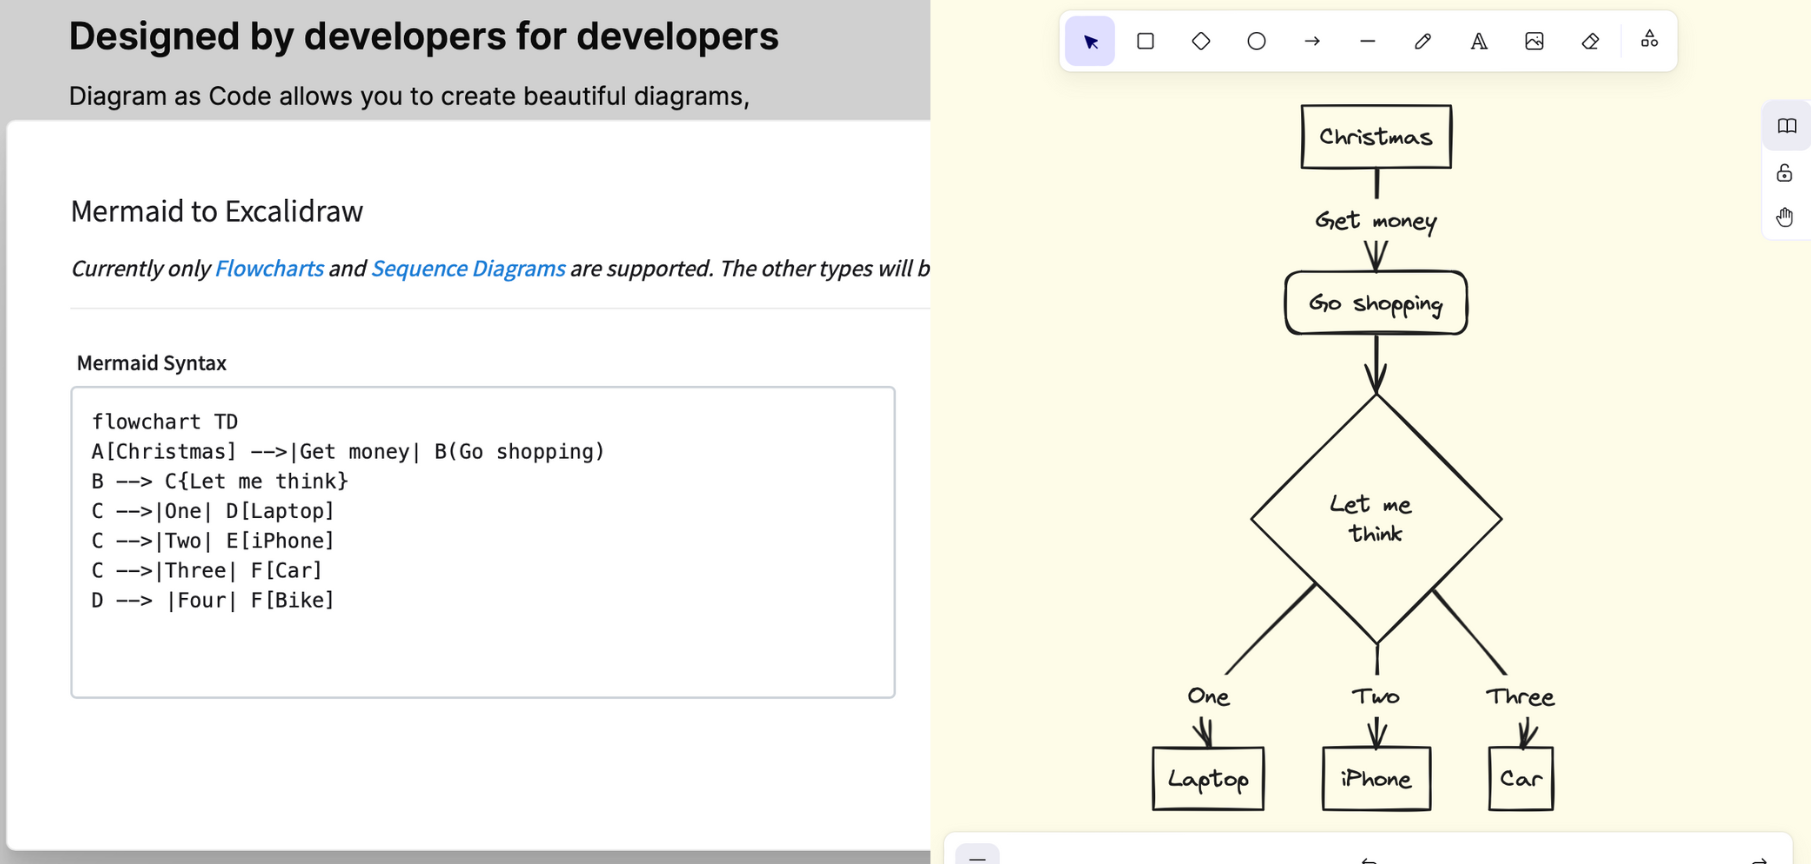 Designed by developers for developers
Diagram as Code allows you to create beautiful diagrams,
Mermaid to Excalidraw
Currently only Flowcharts and Sequence Diagrams are supported. The other types will b
Mermaid Syntax
flowchart TD
A[Christmas] -->|Get money| B(Go shopping)
B --> C{Let me think}
C -->|One| D[Laptop]
C -->|Two| E[iPhone]
C -->|Three| F[Car]
D --> |Four| F[Bike]
A
Christmas
Get money
Go shopping
Let me
think
One
Two
Three
Laptop
iPhone
Car